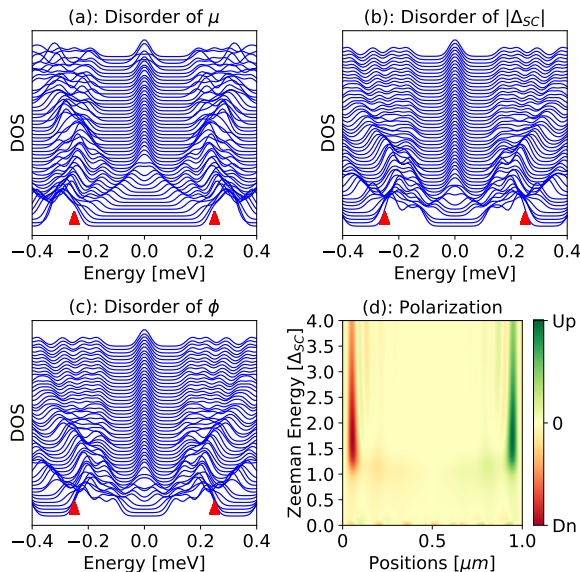 (a): Disorder of μ
(b): Disorder of |Δ_SC|
DOS
DOS
−0.4 −0.2 0.0 0.2 0.4
−0.4 −0.2 0.0 0.2 0.4
Energy [meV]
Energy [meV]
(c): Disorder of ϕ
(d): Polarization
DOS
Zeeman Energy [Δ_SC]
4.0
3.5
3.0
2.5
2.0
1.5
1.0
0.5
0.0
Up
0
Dn
−0.4 −0.2 0.0 0.2 0.4
0 0.5 1.0
Energy [meV]
Positions [μm]